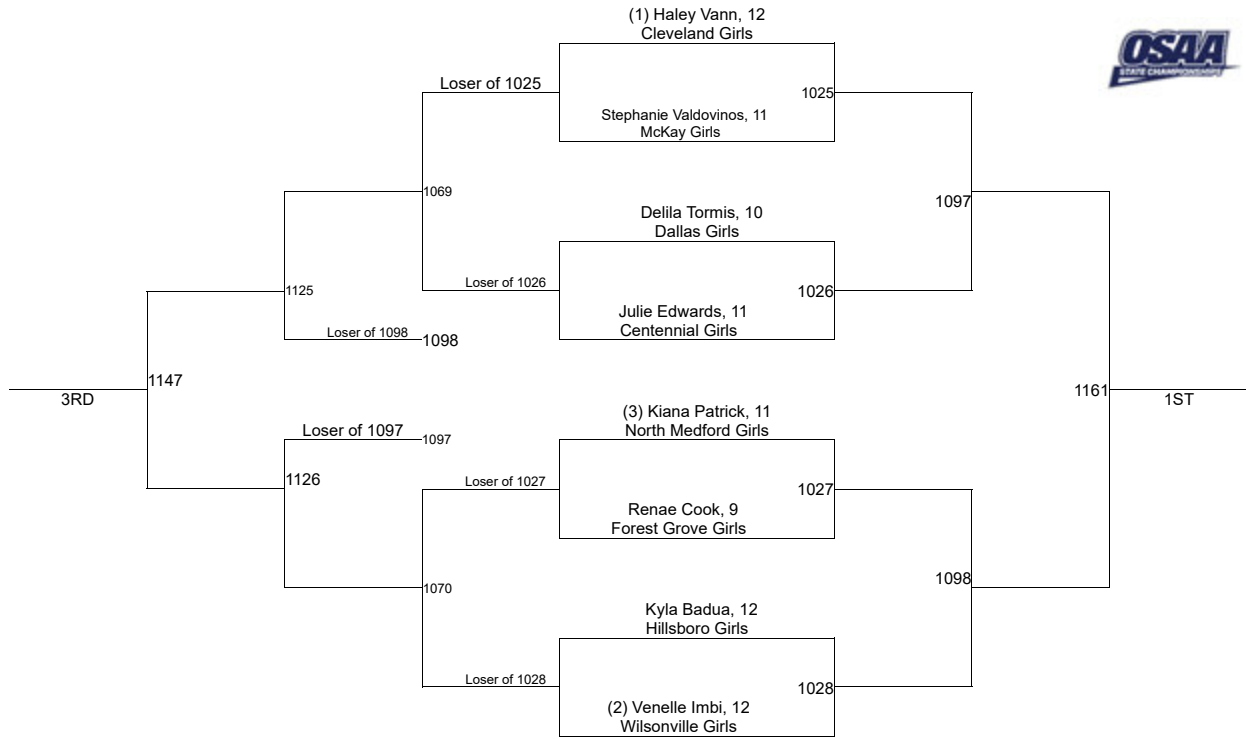 (1) Haley Vann, 12
Cleveland Girls
OSAA
STATE CHAMPIONSHIPS
Loser of 1025
1025
Stephanie Valdovinos, 11
McKay Girls
1069
1097
Delila Tormis, 10
Dallas Girls
Loser of 1026
1026
1125
Julie Edwards, 11
Centennial Girls
Loser of 1098
1098
1147
3RD
1161
1ST
(3) Kiana Patrick, 11
North Medford Girls
Loser of 1097
1097
1126
Loser of 1027
1027
Renae Cook, 9
Forest Grove Girls
1070
1098
Kyla Badua, 12
Hillsboro Girls
Loser of 1028
1028
(2) Venelle Imbi, 12
Wilsonville Girls